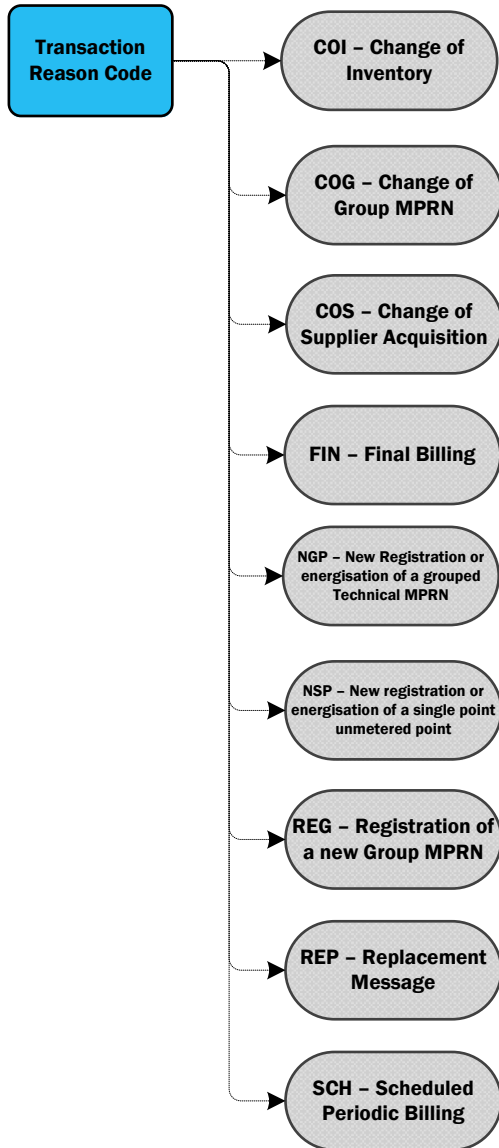 Transaction
Reason Code
COI – Change of
Inventory
COG – Change of
Group MPRN
COS – Change of
Supplier Acquisition
FIN – Final Billing
NGP – New Registration or
energisation of a grouped
Technical MPRN
NSP – New registration or
energisation of a single point
unmetered point
REG – Registration of
a new Group MPRN
REP – Replacement
Message
SCH – Scheduled
Periodic Billing